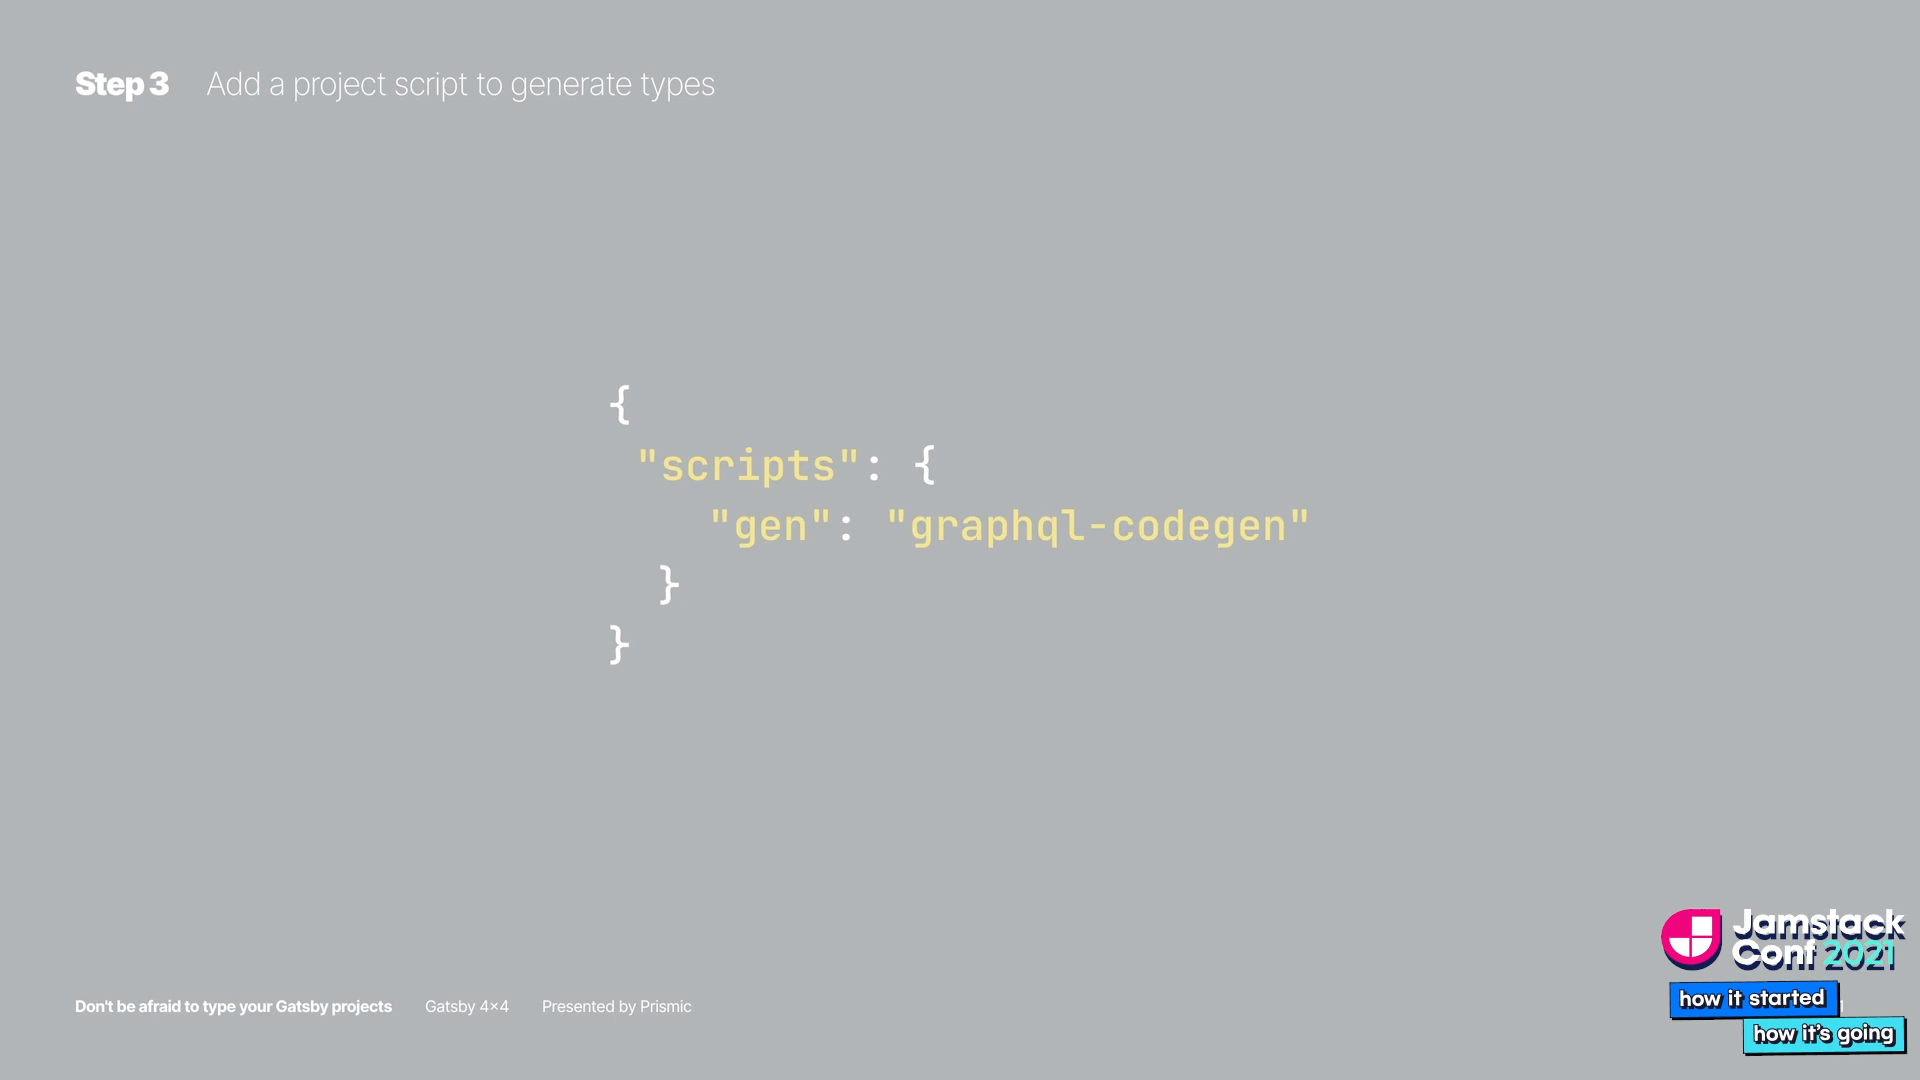 Step 3 Add a project script to generate types
{
"scripts": {
"gen": "graphql-codegen"
}
}
Don't be afraid to type your Gatsby projects Gatsby 4×4 Presented by Prismic
Jamstack
Conf 2021
how it started
how it's going